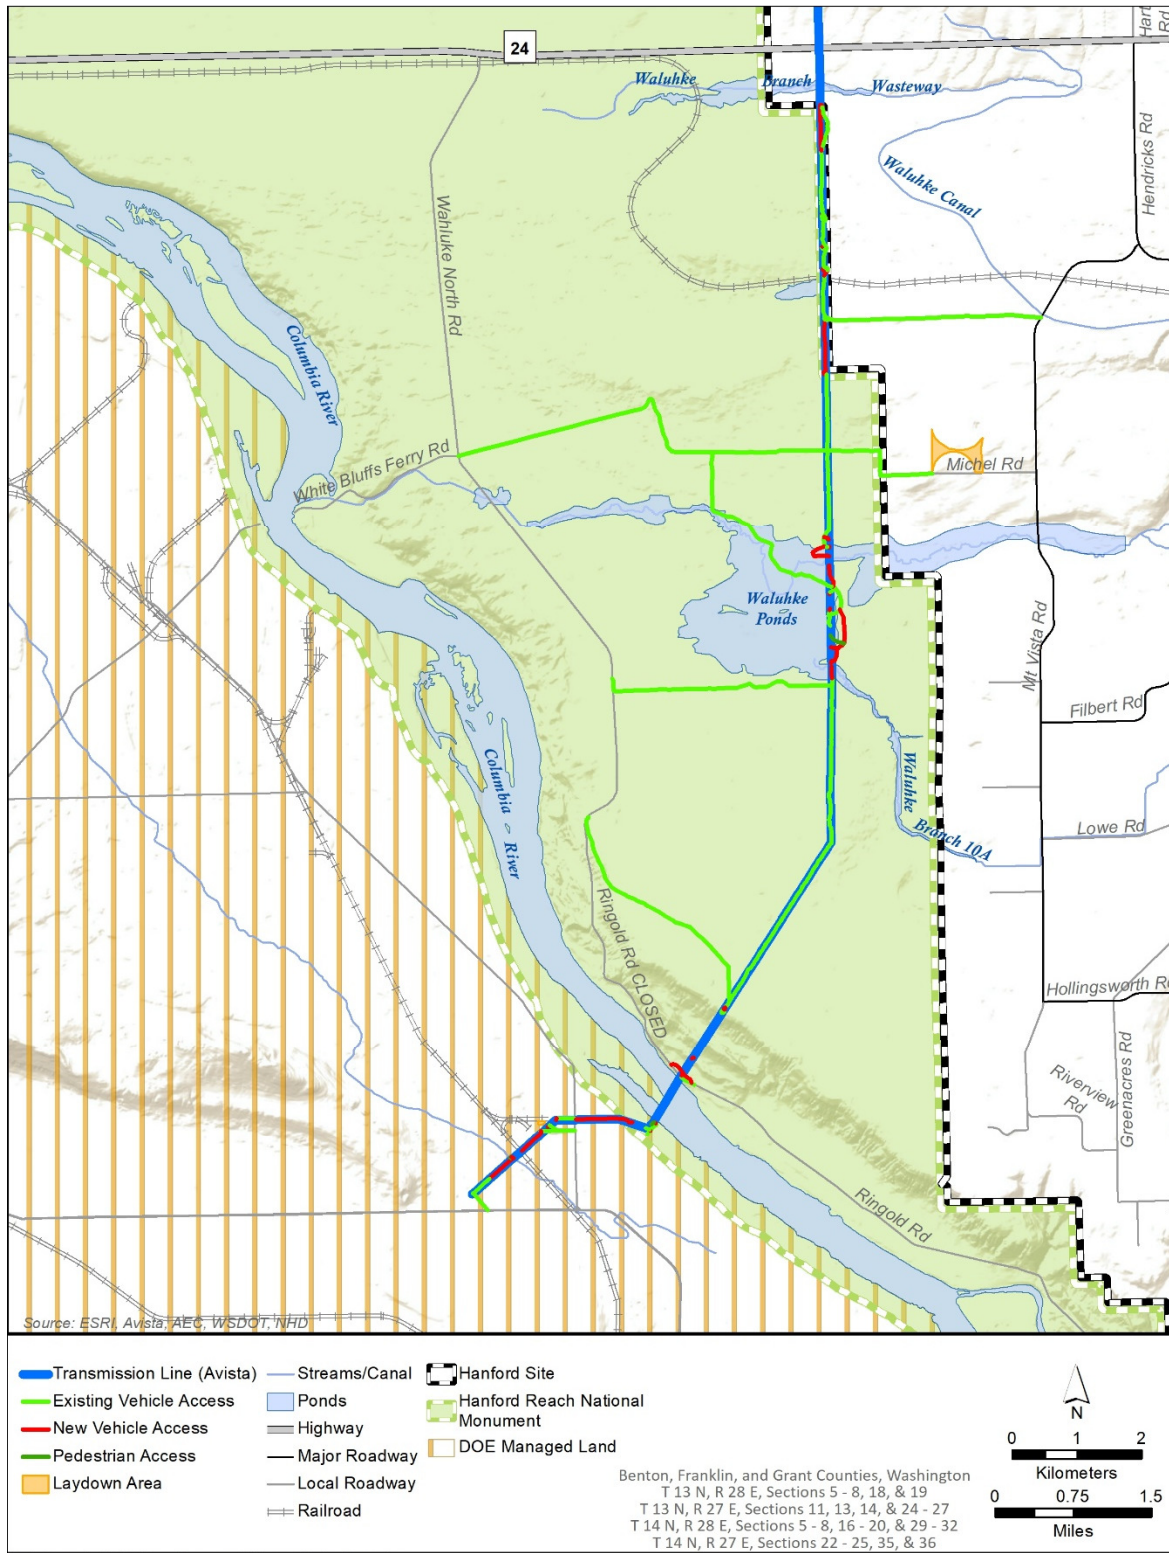 24
Hart
Rd
Waluhke
Branch
Wasteway
Hendricks Rd
Waluhke Canal
Wahluke North Rd
Columbia River
White Bluffs Ferry Rd
Michel Rd
Waluhke
Ponds
Mt Vista Rd
Filbert Rd
Columbia
River
Waluhke
Branch 10A
Lowe Rd
Ringold Rd CLOSED
Hollingsworth Rd
Riverview
Rd
Greenacres Rd
Ringold Rd
Source: ESRI, Avista, AEC, WSDOT, NHD
Transmission Line (Avista)
Existing Vehicle Access
New Vehicle Access
Pedestrian Access
Laydown Area
Streams/Canal
Ponds
Highway
Major Roadway
Local Roadway
Railroad
Hanford Site
Hanford Reach National
Monument
DOE Managed Land
Benton, Franklin, and Grant Counties, Washington
T 13 N, R 28 E, Sections 5 - 8, 18, & 19
T 13 N, R 27 E, Sections 11, 13, 14, & 24 - 27
T 14 N, R 28 E, Sections 5 - 8, 16 - 20, & 29 - 32
T 14 N, R 27 E, Sections 22 - 25, 35, & 36
N
0 1 2
Kilometers
0 0.75 1.5
Miles